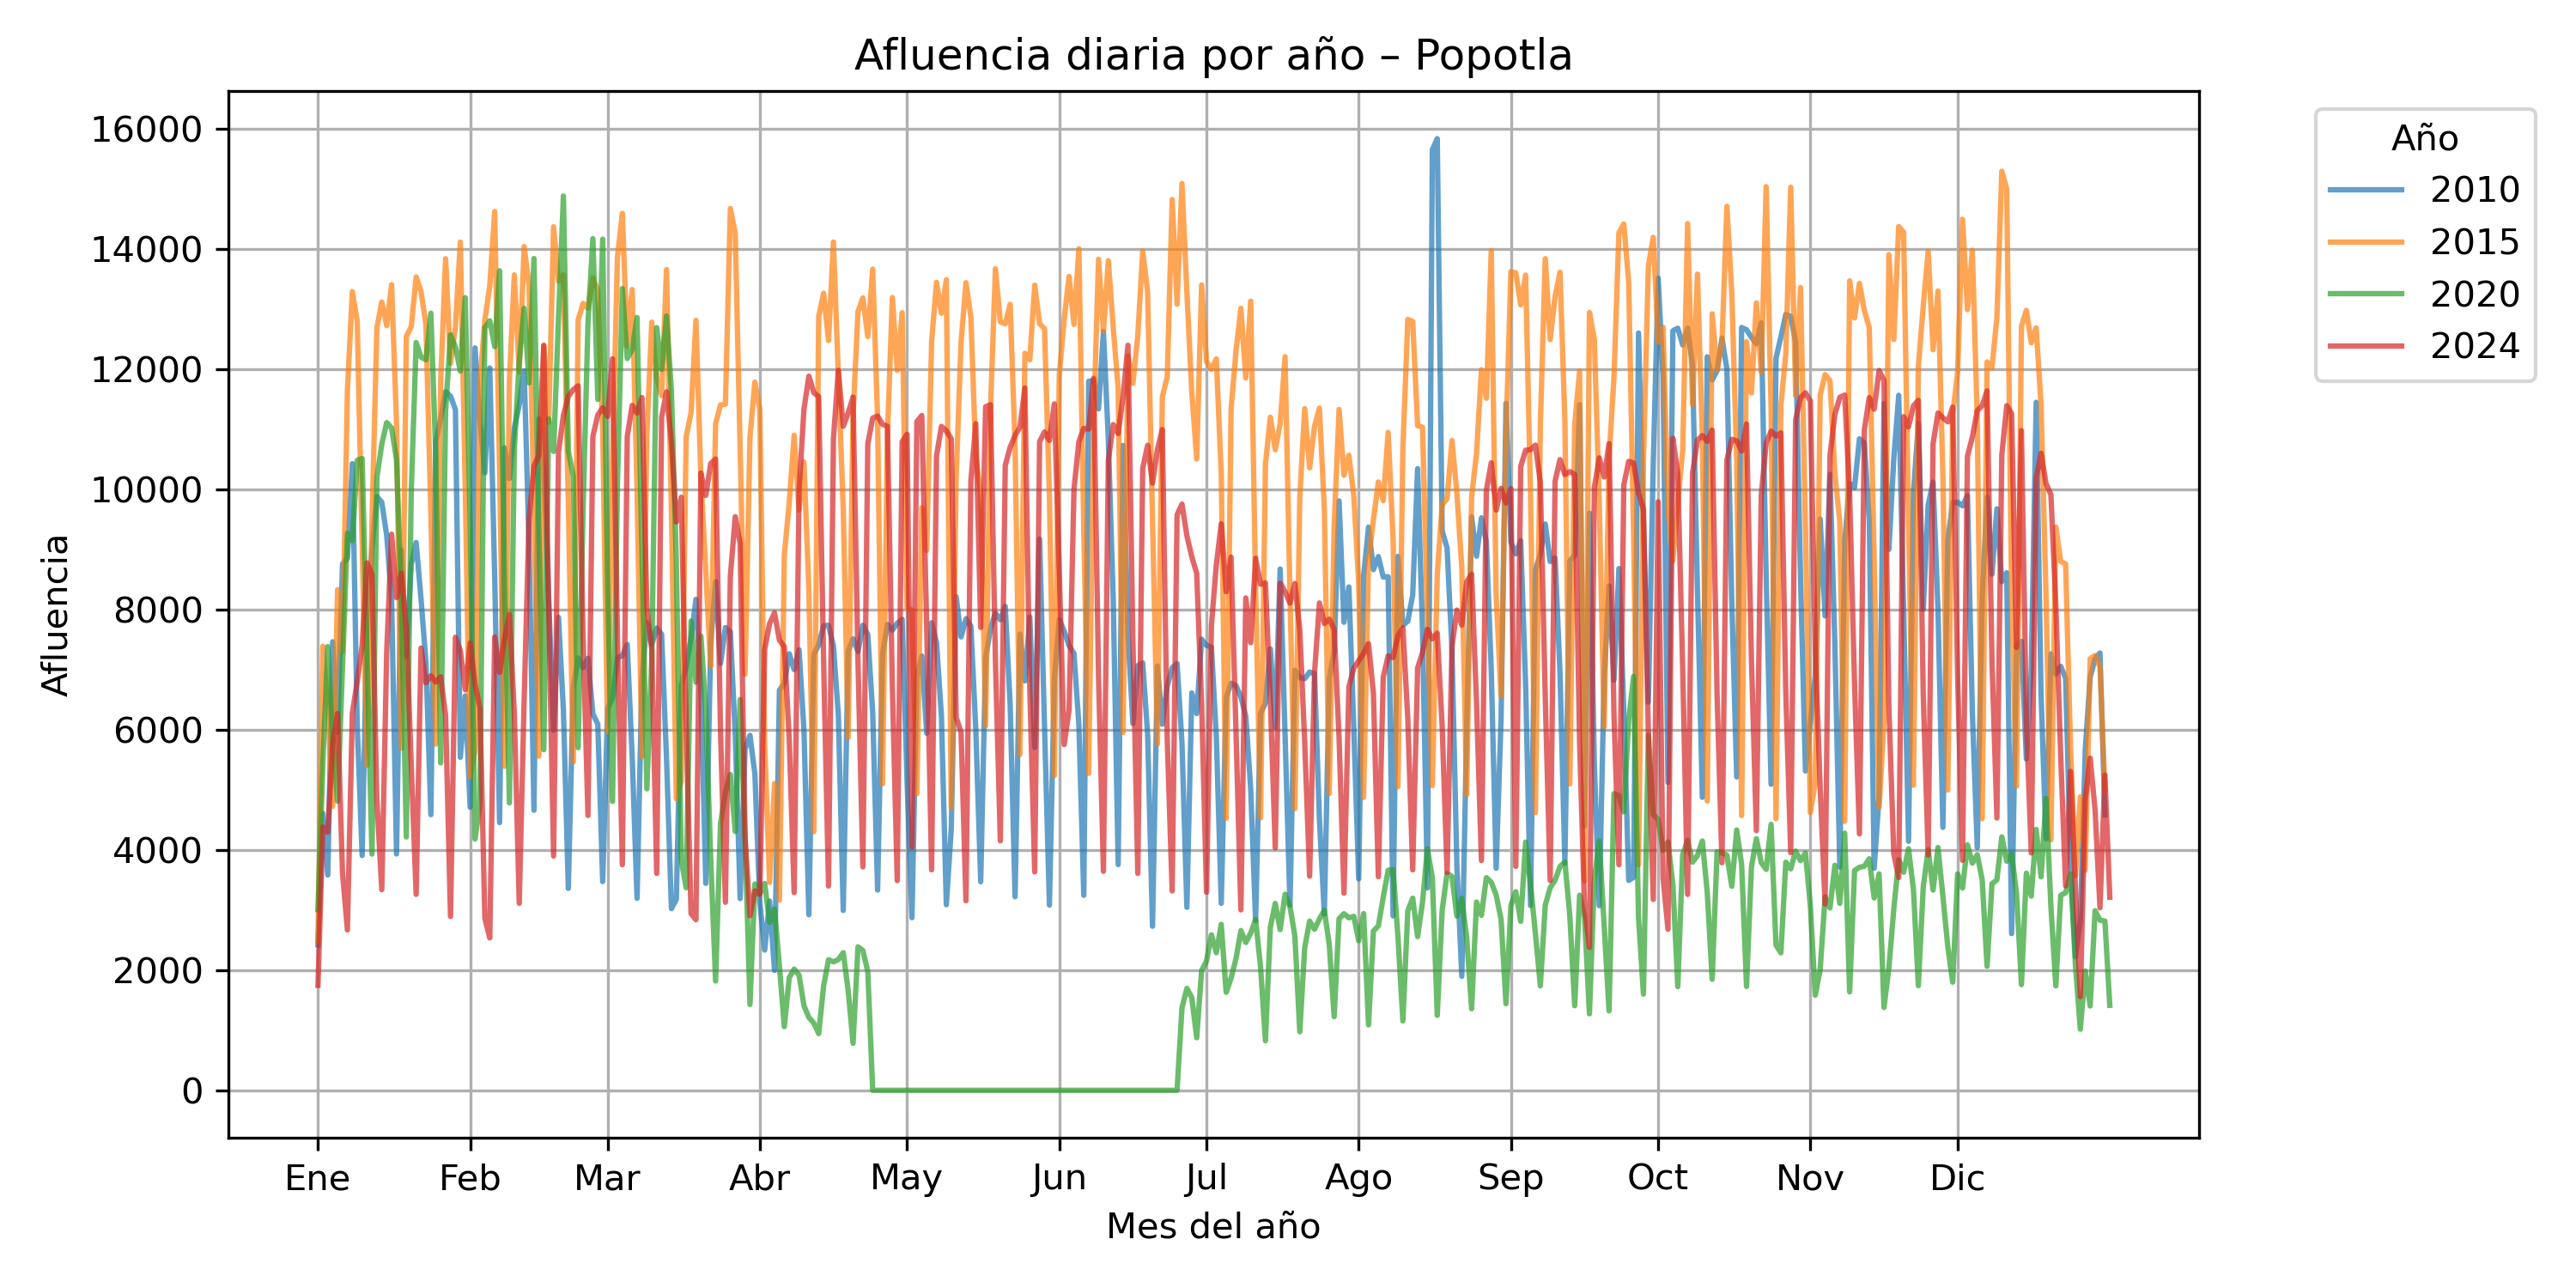 Afluencia diaria por año – Popotla
Afluencia
16000
14000
12000
10000
8000
6000
4000
2000
0
Ene Feb Mar Abr May Jun Jul Ago Sep Oct Nov Dic
Mes del año
Año
2010
2015
2020
2024